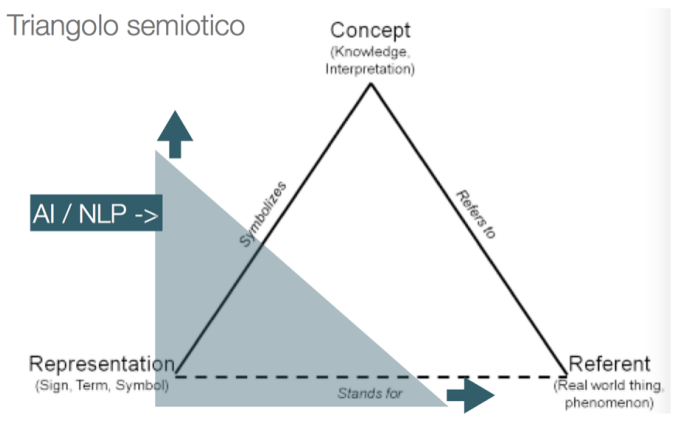 Triangolo semiotico
Concept
(Knowledge,
Interpretation)
AI / NLP ->
Symbolizes
Refers to
Representation
(Sign, Term, Symbol)
Stands for
Referent
(Real world thing,
phenomenon)